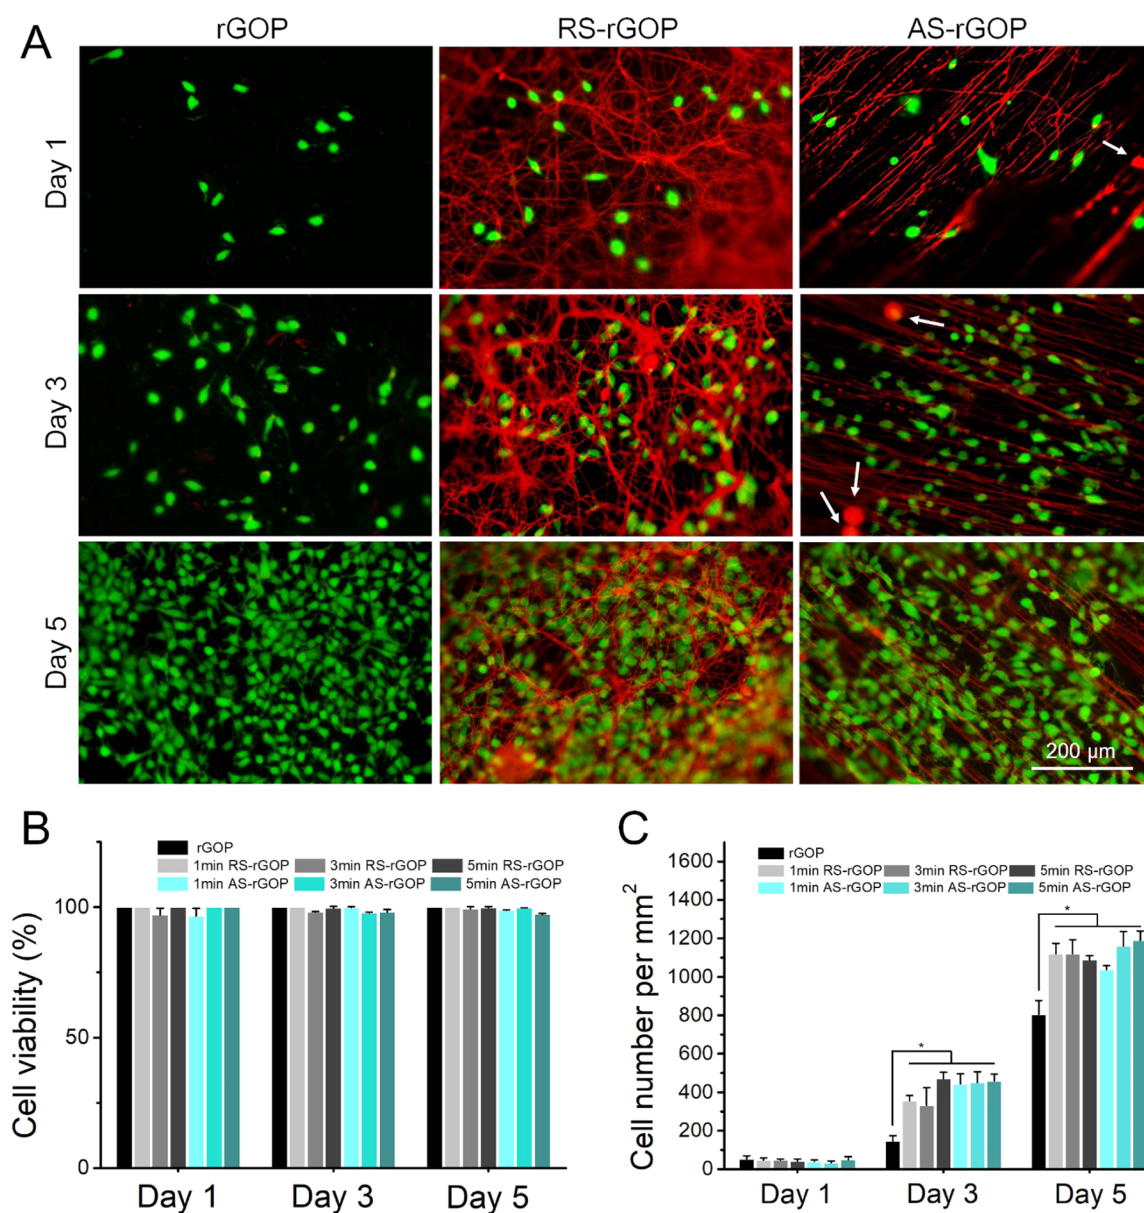 A
rGOP RS-rGOP AS-rGOP
Day 1
Day 3
Day 5
200 µm
B
rGOP
1min RS-rGOP 3min RS-rGOP 5min RS-rGOP
1min AS-rGOP 3min AS-rGOP 5min AS-rGOP
Cell viability (%)
100
50
0
Day 1 Day 3 Day 5
C
rGOP
1min RS-rGOP 3min RS-rGOP 5min RS-rGOP
1min AS-rGOP 3min AS-rGOP 5min AS-rGOP
Cell number per mm²
1600
1400
1200
1000
800
600
400
200
0
*
*
Day 1 Day 3 Day 5